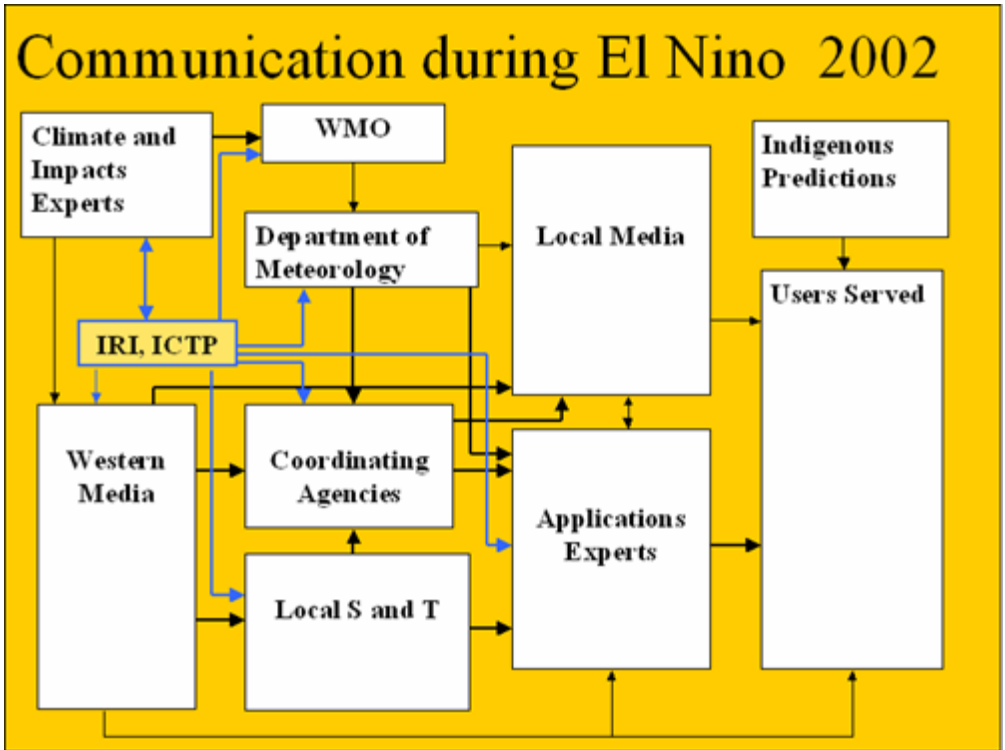 Communication during El Nino 2002
Climate and
Impacts
Experts
WMO
Indigenous
Predictions
Department of
Meteorology
Local Media
Users Served
IRI, ICTP
Western
Media
Coordinating
Agencies
Applications
Experts
Local S and T